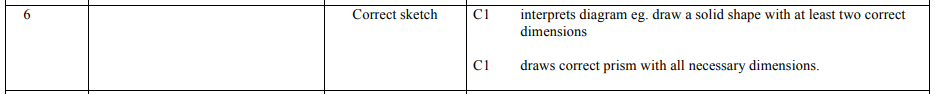 6 Correct sketch C1 interprets diagram eg. draw a solid shape with at least two correct
dimensions
C1 draws correct prism with all necessary dimensions.